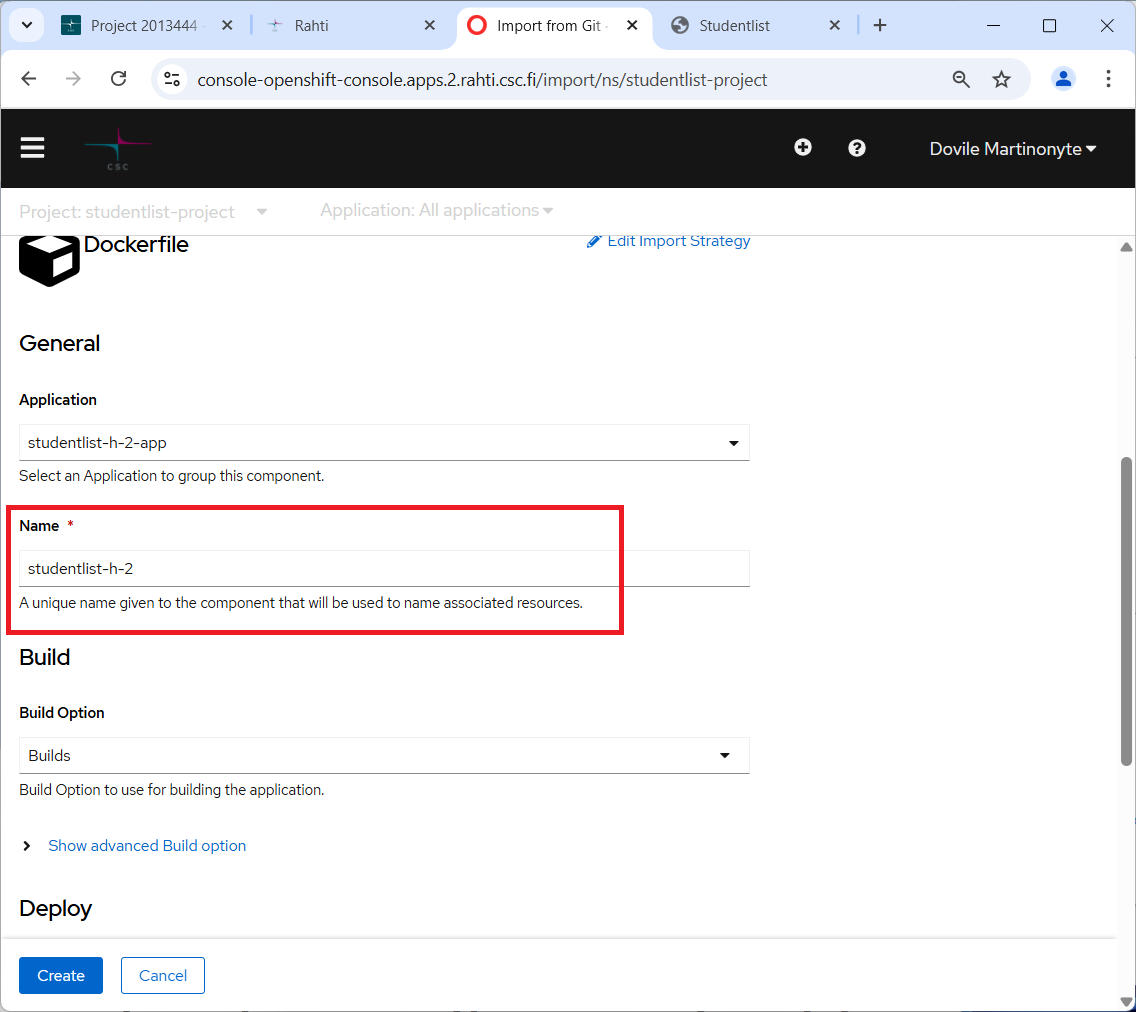 Project 2013444
Rahti
Import from Git
Studentlist
console-openshift-console.apps.2.rahti.csc.fi/import/ns/studentlist-project
CSC
Dovile Martinonyte
Project: studentlist-project
Application: All applications
Dockerfile
Edit Import Strategy
General
Application
studentlist-h-2-app
Select an Application to group this component.
Name *
studentlist-h-2
A unique name given to the component that will be used to name associated resources.
Build
Build Option
Builds
Build Option to use for building the application.
Show advanced Build option
Deploy
Create
Cancel